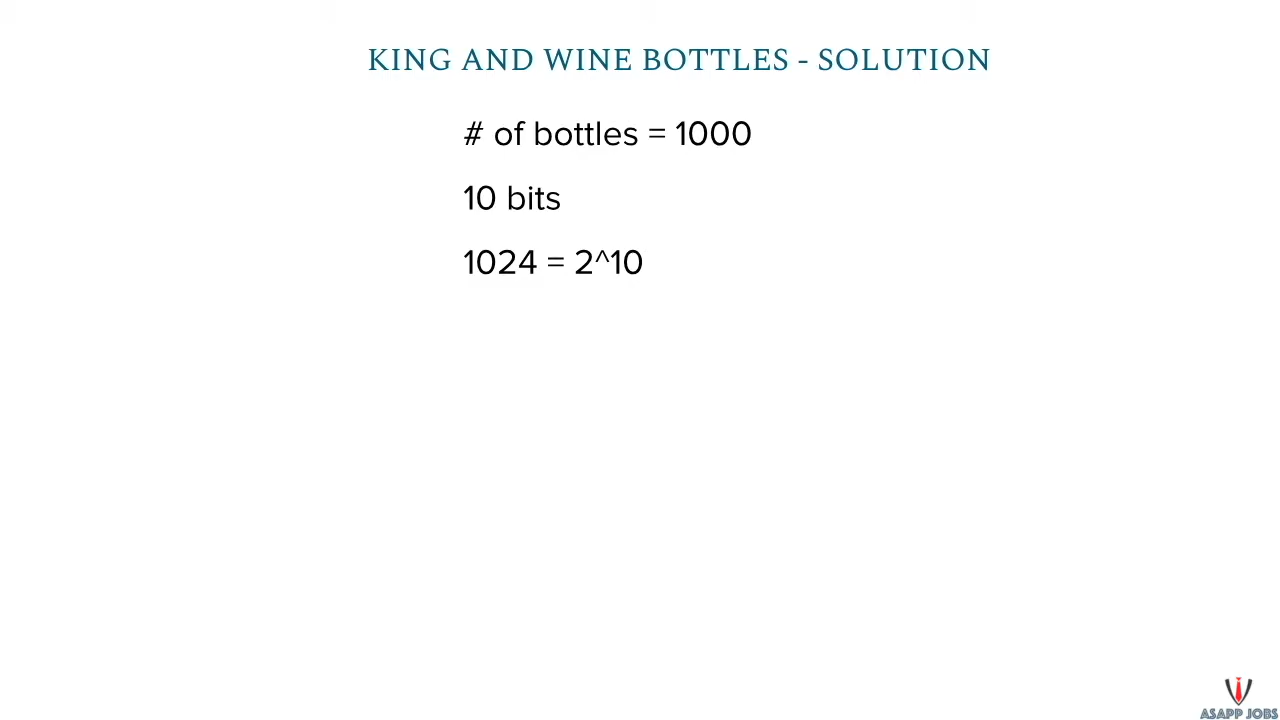 KING AND WINE BOTTLES - SOLUTION
# of bottles = 1000
10 bits
1024 = 2^10
ASAPP JOBS